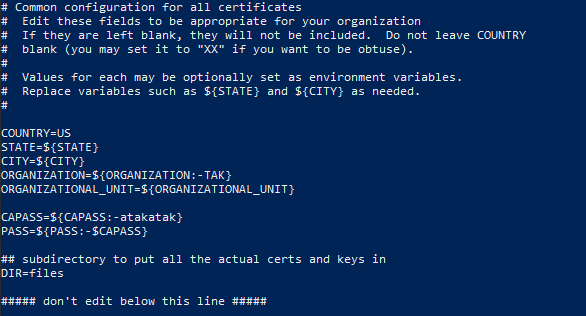 # Common configuration for all certificates
#  Edit these fields to be appropriate for your organization
#  If they are left blank, they will not be included.  Do not leave COUNTRY
#  blank (you may set it to "XX" if you want to be obtuse).
#
#  Values for each may be optionally set as environment variables.
#  Replace variables such as ${STATE} and ${CITY} as needed.
#
COUNTRY=US
STATE=${STATE}
CITY=${CITY}
ORGANIZATION=${ORGANIZATION:-TAK}
ORGANIZATIONAL_UNIT=${ORGANIZATIONAL_UNIT}
CAPASS=${CAPASS:-atakatak}
PASS=${PASS:-$CAPASS}
## subdirectory to put all the actual certs and keys in
DIR=files
##### don't edit below this line #####